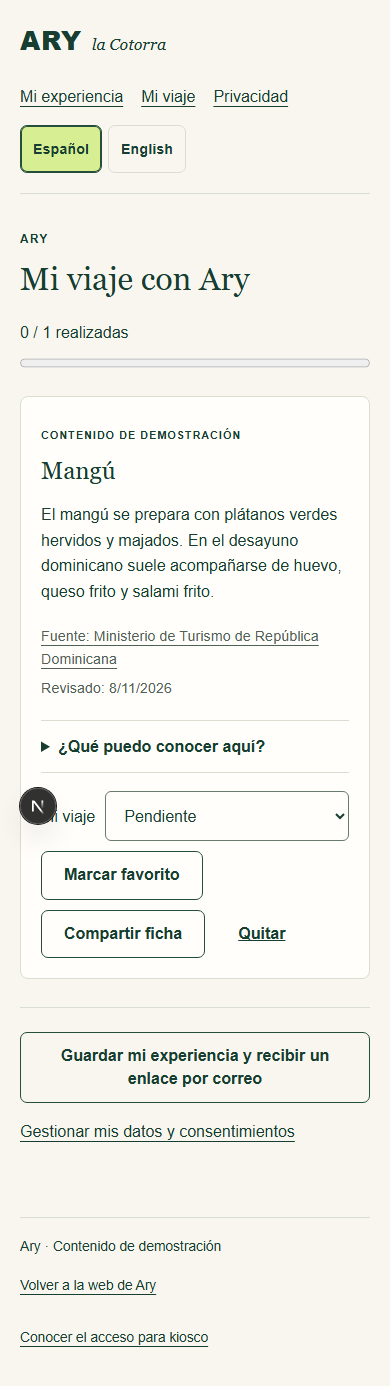 ARY la Cotorra
Mi experiencia Mi viaje Privacidad
Español English
ARY
Mi viaje con Ary
0 / 1 realizadas
CONTENIDO DE DEMOSTRACIÓN
Mangú
El mangú se prepara con plátanos verdes
hervidos y majados. En el desayuno
dominicano suele acompañarse de huevo,
queso frito y salami frito.
Fuente: Ministerio de Turismo de República
Dominicana
Revisado: 8/11/2026
¿Qué puedo conocer aquí?
N
viaje Pendiente
Marcar favorito
Compartir ficha Quitar
Guardar mi experiencia y recibir un
enlace por correo
Gestionar mis datos y consentimientos
Ary · Contenido de demostración
Volver a la web de Ary
Conocer el acceso para kiosco